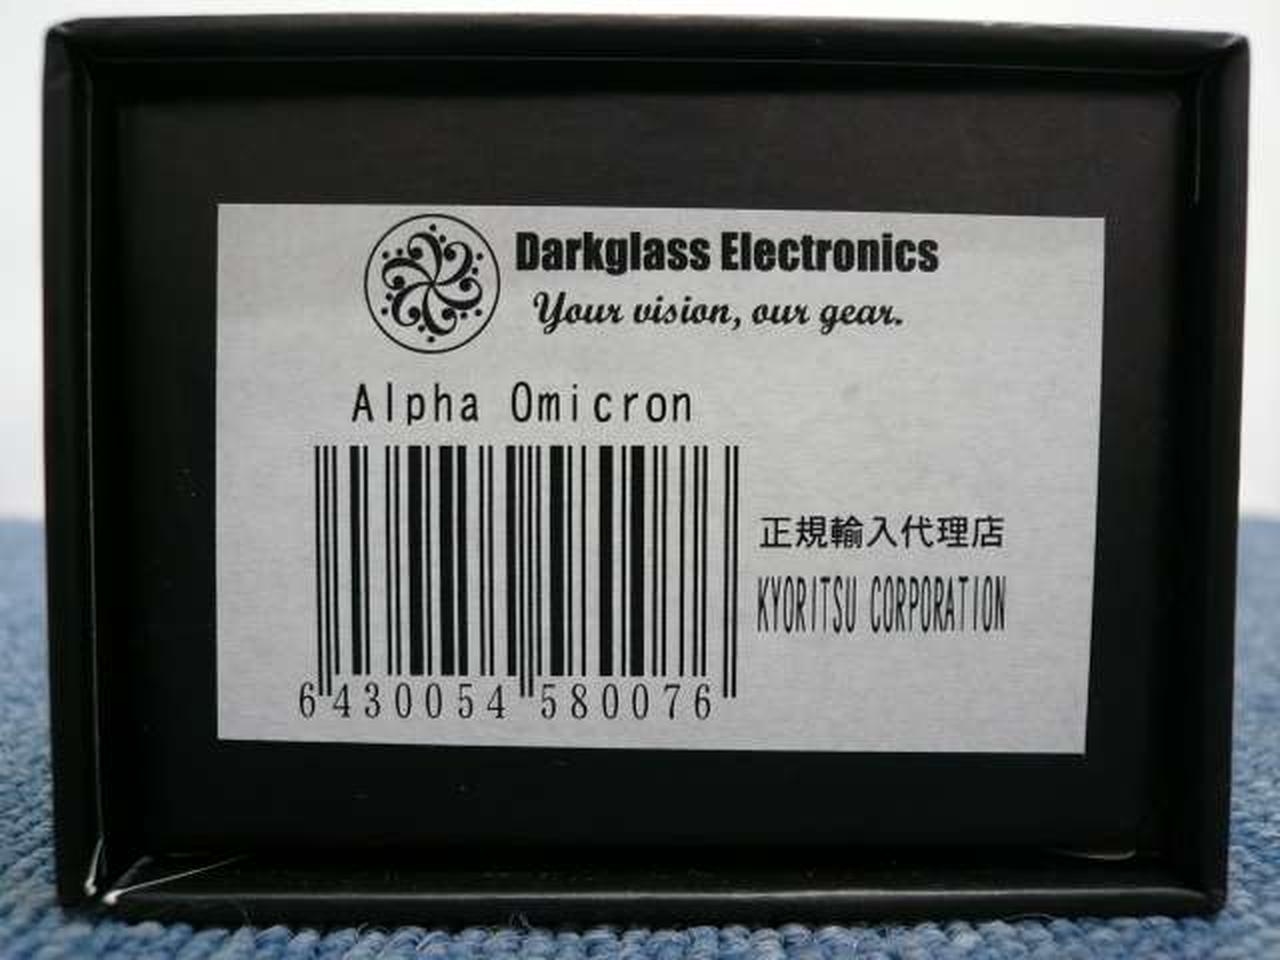 Darkglass Electronics
Your vision, our gear.
Alpha Omicron
正規輸入代理店
KYORITSU CORPORATION
6 430054 580076